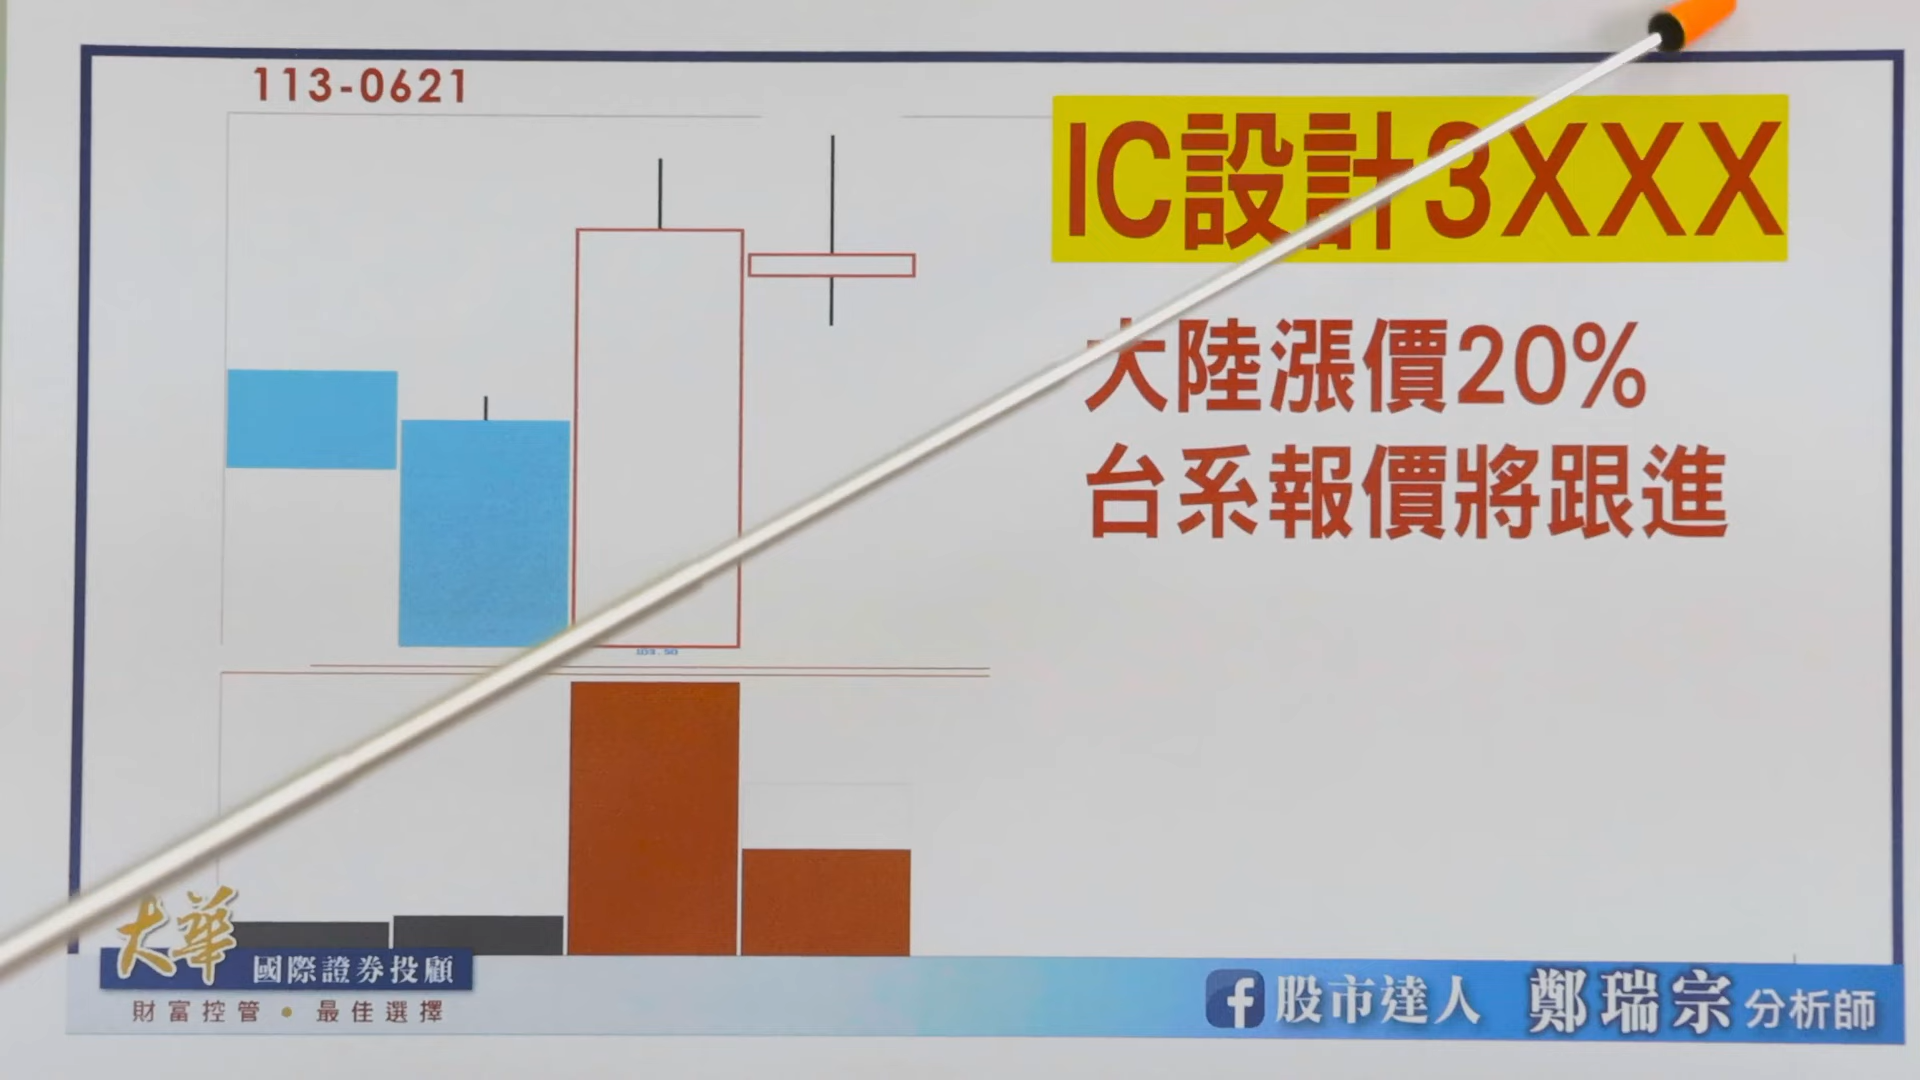 113-0621
IC設計3XXX
大陸漲價20%
台系報價將跟進
103.50
大華
國際證券投顧
財富控管•最佳選擇
股市達人 鄭瑞宗 分析師